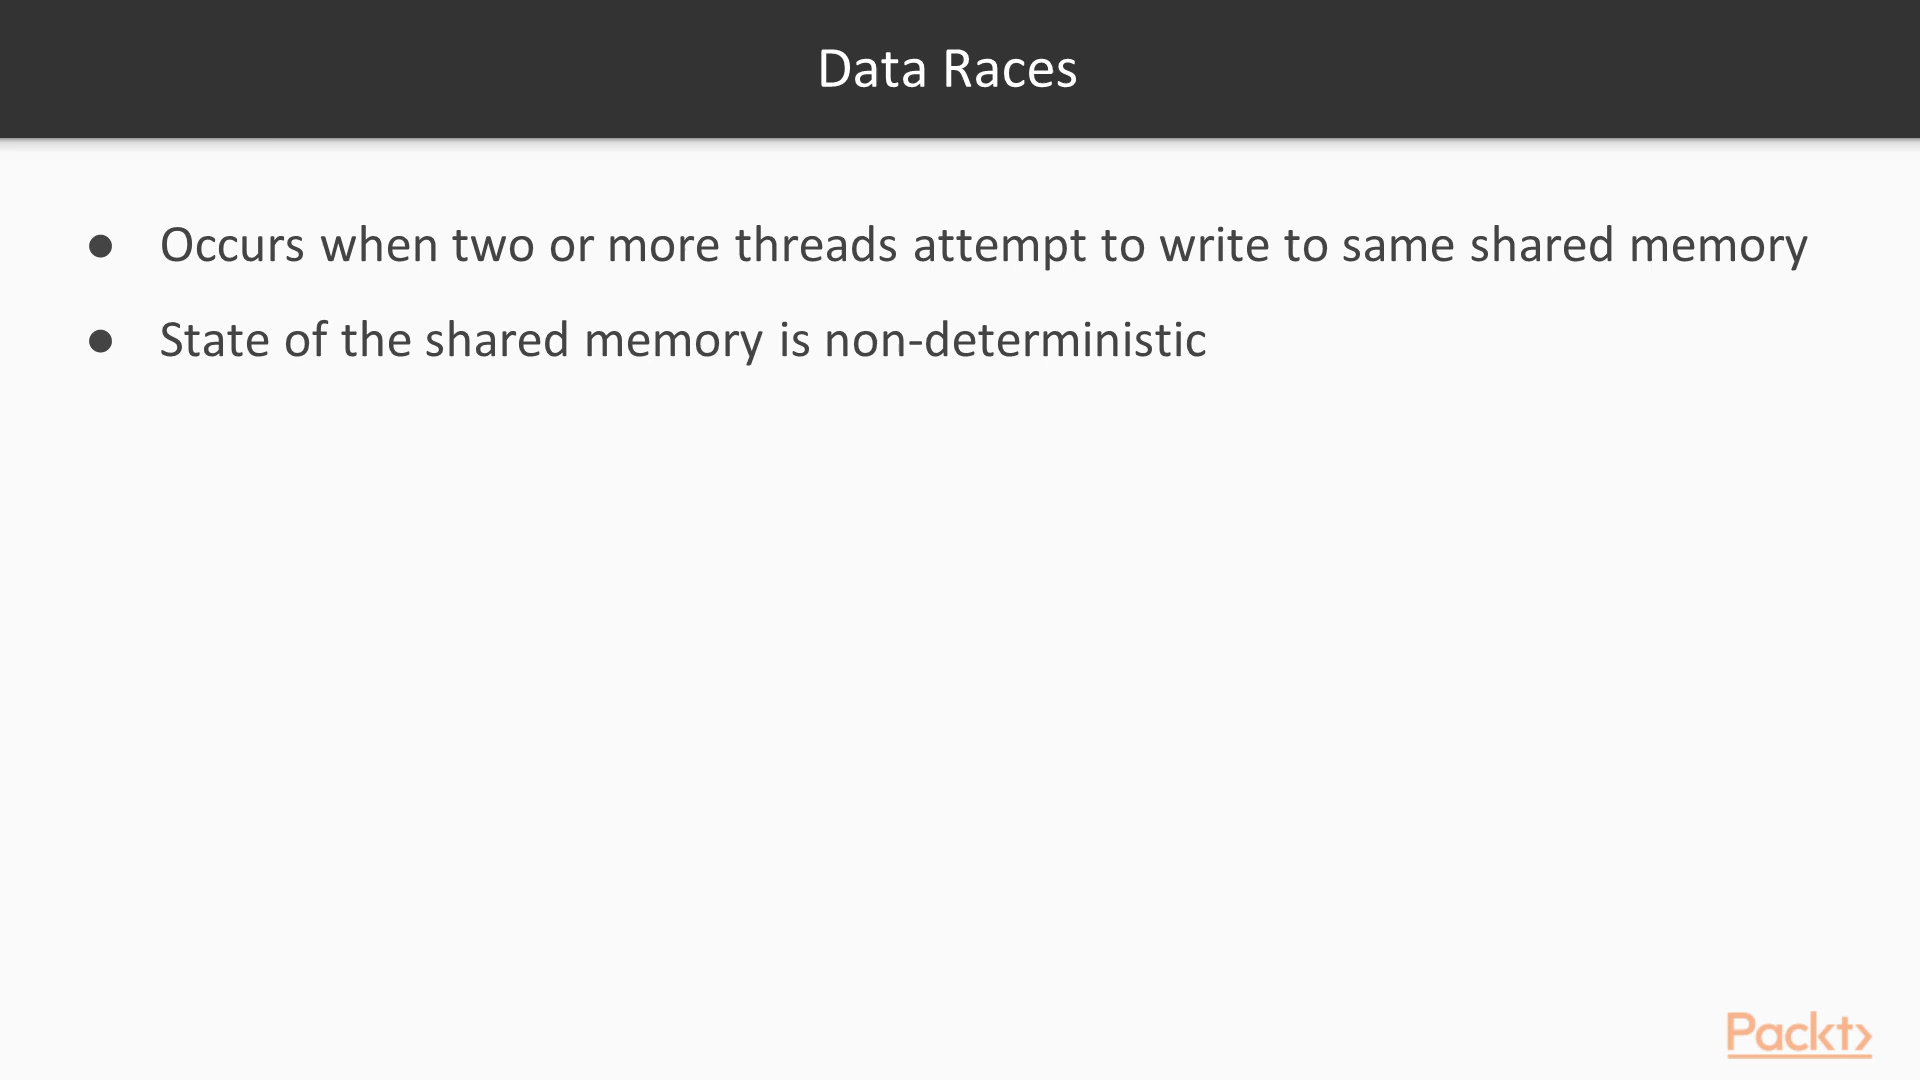 Data Races
● Occurs when two or more threads attempt to write to same shared memory
● State of the shared memory is non-deterministic
Packt>